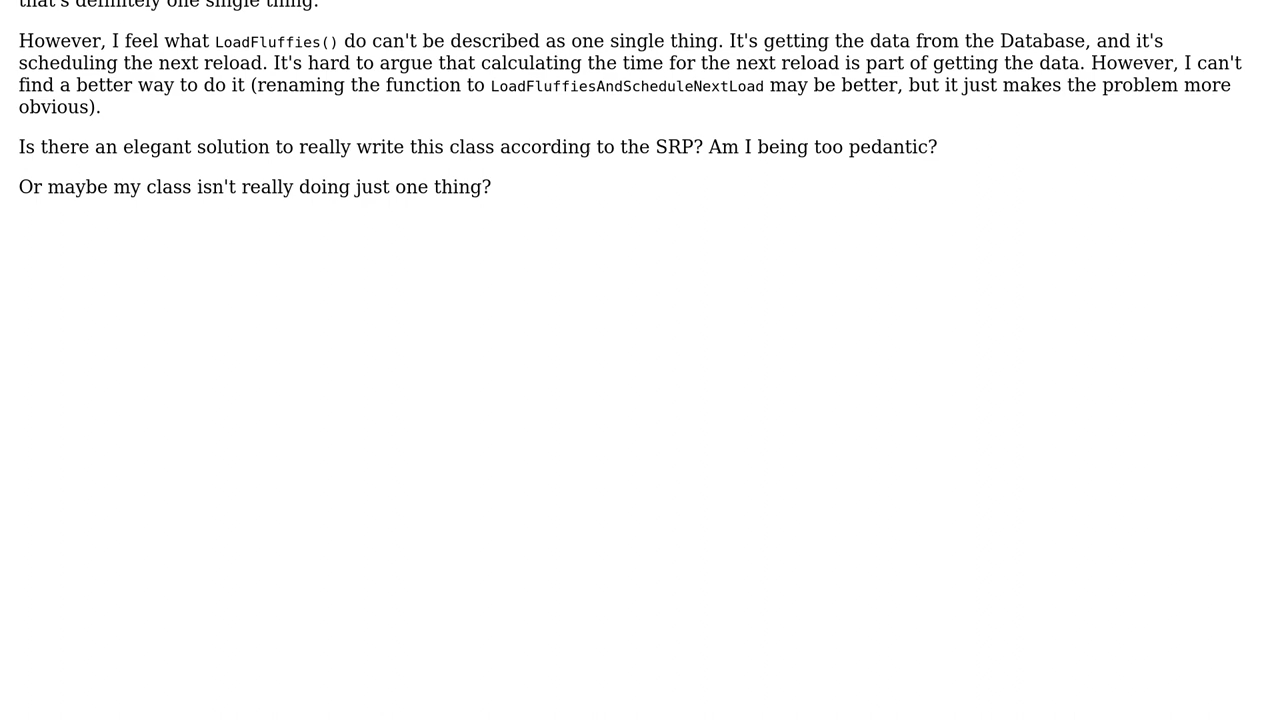 that's definitely one single thing.
However, I feel what LoadFluffies() do can't be described as one single thing. It's getting the data from the Database, and it's
scheduling the next reload. It's hard to argue that calculating the time for the next reload is part of getting the data. However, I can't
find a better way to do it (renaming the function to LoadFluffiesAndScheduleNextLoad may be better, but it just makes the problem more
obvious).
Is there an elegant solution to really write this class according to the SRP? Am I being too pedantic?
Or maybe my class isn't really doing just one thing?